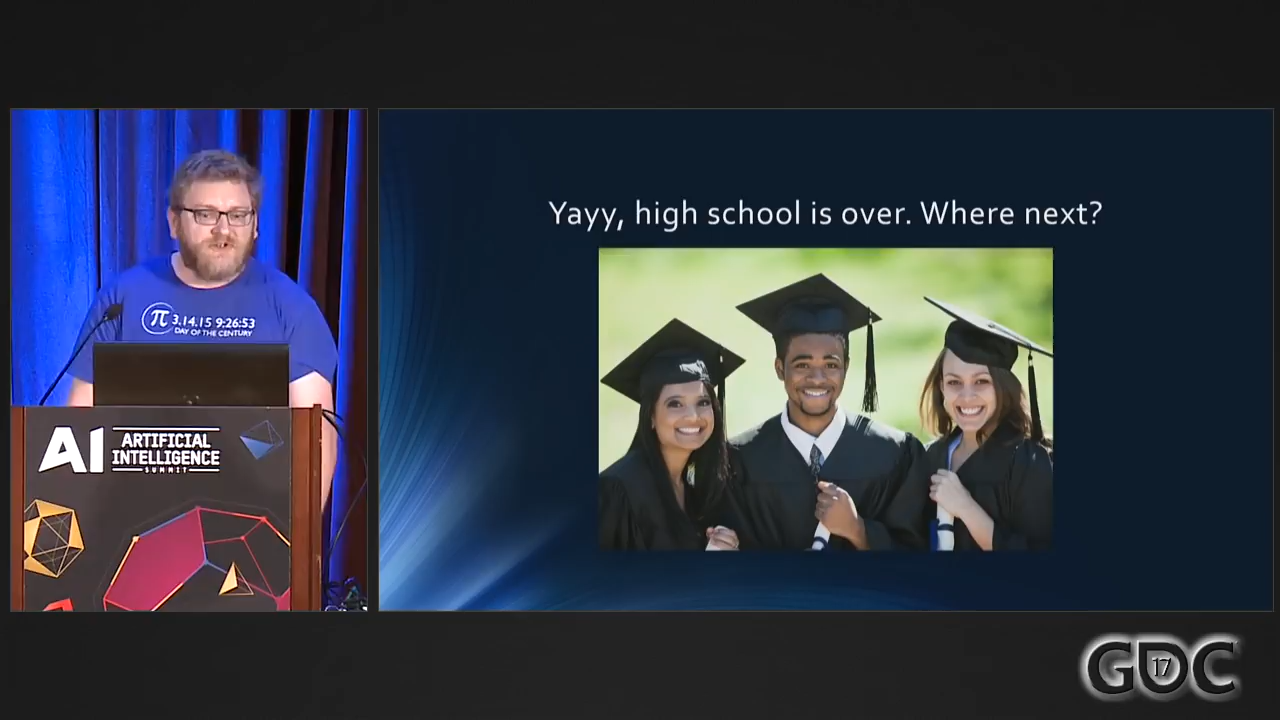 π 3.14.15 9:26:53
DAY OF THE CENTURY
AI ARTIFICIAL
INTELLIGENCE
SUMMIT
Yayy, high school is over. Where next?
GDC
17